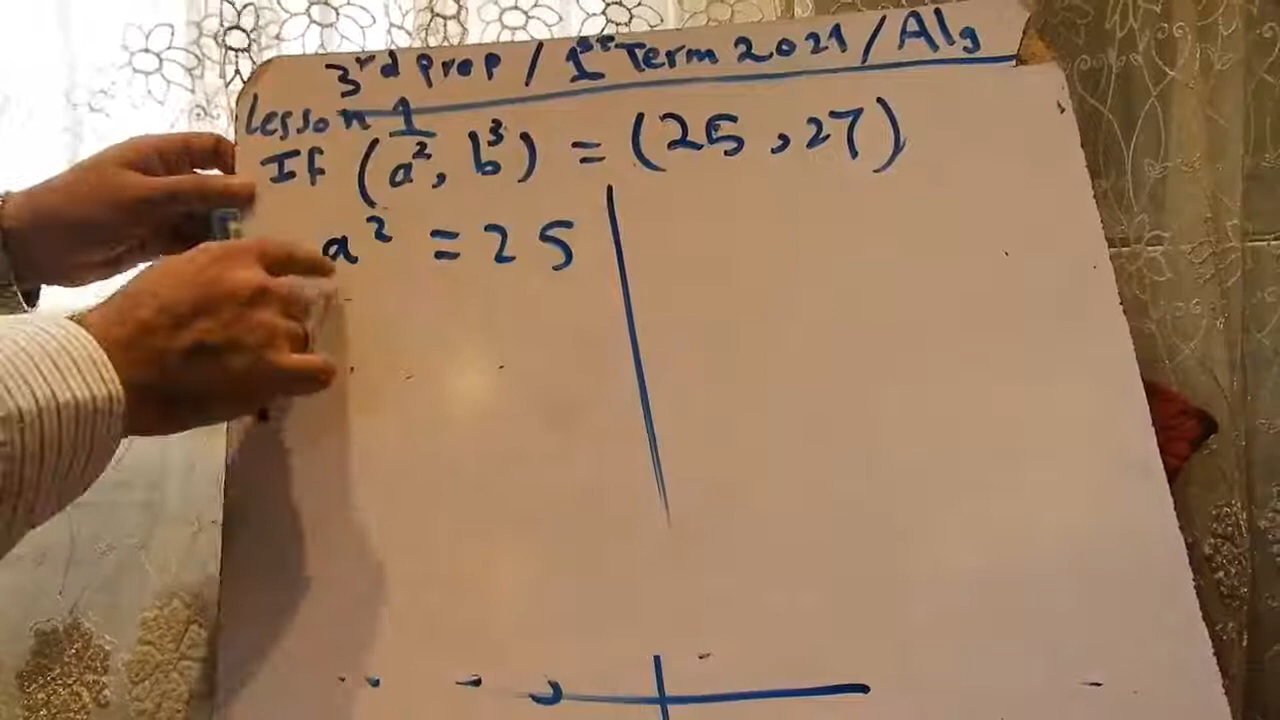 3rd prep / 1st Term 2021 / Alg
Lesson 1
If (a², b³) = (25, 27)
a² = 25